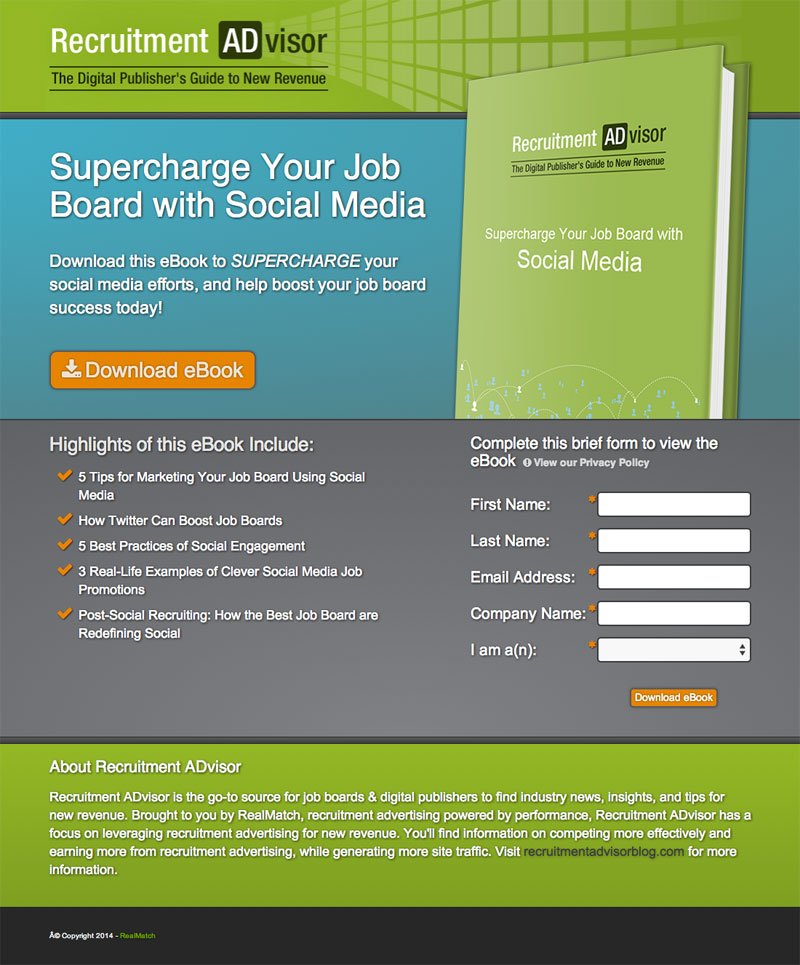 Recruitment ADvisor
The Digital Publisher's Guide to New Revenue
Supercharge Your Job
Board with Social Media
Download this eBook to SUPERCHARGE your
social media efforts, and help boost your job board
success today!
Download eBook
Recruitment ADvisor
The Digital Publisher's Guide to New Revenue
Supercharge Your Job Board with
Social Media
Highlights of this eBook Include:
5 Tips for Marketing Your Job Board Using Social
Media
How Twitter Can Boost Job Boards
5 Best Practices of Social Engagement
3 Real-Life Examples of Clever Social Media Job
Promotions
Post-Social Recruiting: How the Best Job Board are
Redefining Social
Complete this brief form to view the
eBook View our Privacy Policy
First Name: *
Last Name: *
Email Address: *
Company Name: *
I am a(n): *
Download eBook
About Recruitment ADvisor
Recruitment ADvisor is the go-to source for job boards & digital publishers to find industry news, insights, and tips for
new revenue. Brought to you by RealMatch, recruitment advertising powered by performance, Recruitment ADvisor has a
focus on leveraging recruitment advertising for new revenue. You'll find information on competing more effectively and
earning more from recruitment advertising, while generating more site traffic. Visit recruitmentadvisorblog.com for more
information.
© Copyright 2014 - RealMatch